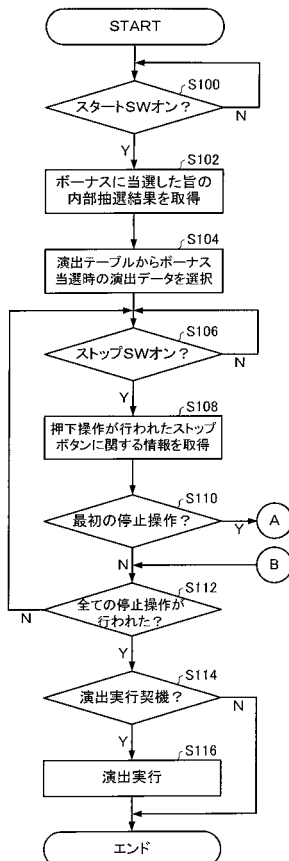 START
S100
スタートSWオン？
N
Y
S102
ボーナスに当選した旨の
内部抽選結果を取得
S104
演出テーブルからボーナス
当選時の演出データを選択
S106
ストップSWオン？
N
Y
S108
押下操作が行われたストップ
ボタンに関する情報を取得
S110
最初の停止操作？
Y
A
N
B
S112
全ての停止操作が
行われた？
N
Y
S114
演出実行契機？
N
Y
S116
演出実行
エンド